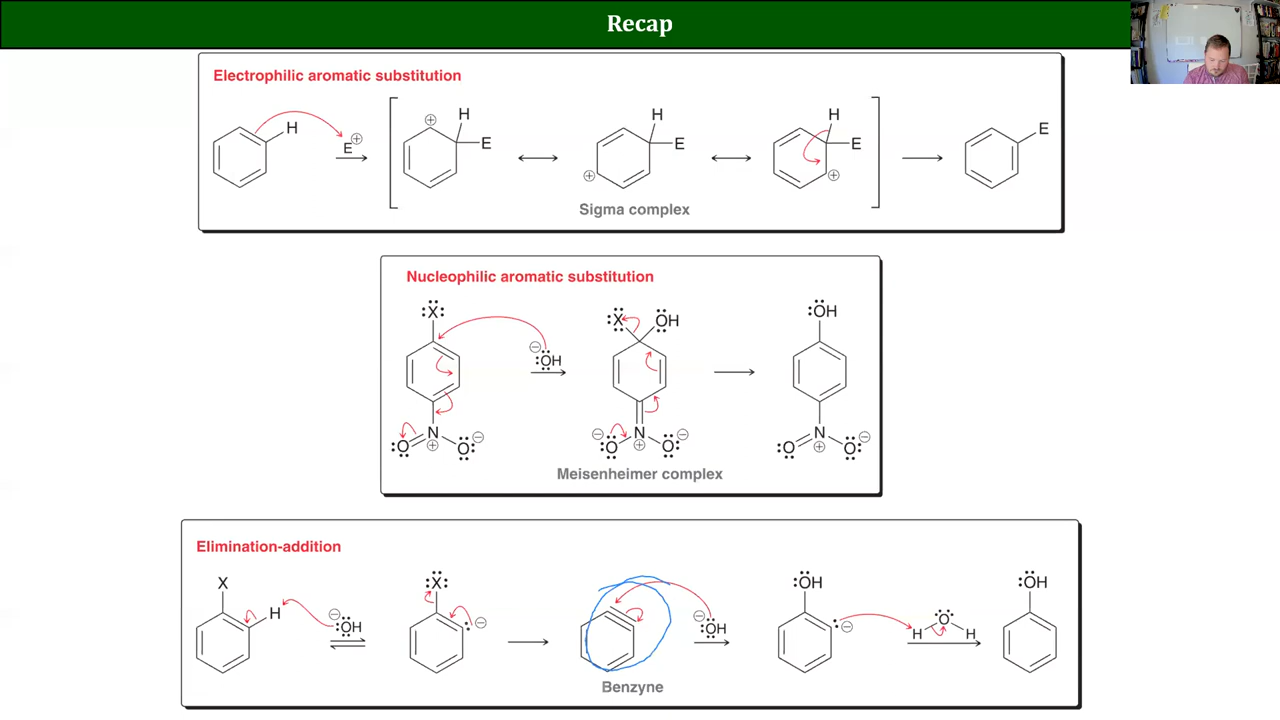 Recap
Electrophilic aromatic substitution
H
E⊕
⊕ H E
H E ⊕
H E ⊕
E
Sigma complex
Nucleophilic aromatic substitution
:X:
⊖ :OH
:O N ⊕ O: ⊖
:X OH
⊖ :O N ⊕ O: ⊖
:OH
:O N ⊕ O: ⊖
Meisenheimer complex
Elimination-addition
X
H
⊖ :OH
:X:
: ⊖
⊖ :OH
:OH
: ⊖
H O H
:OH
Benzyne